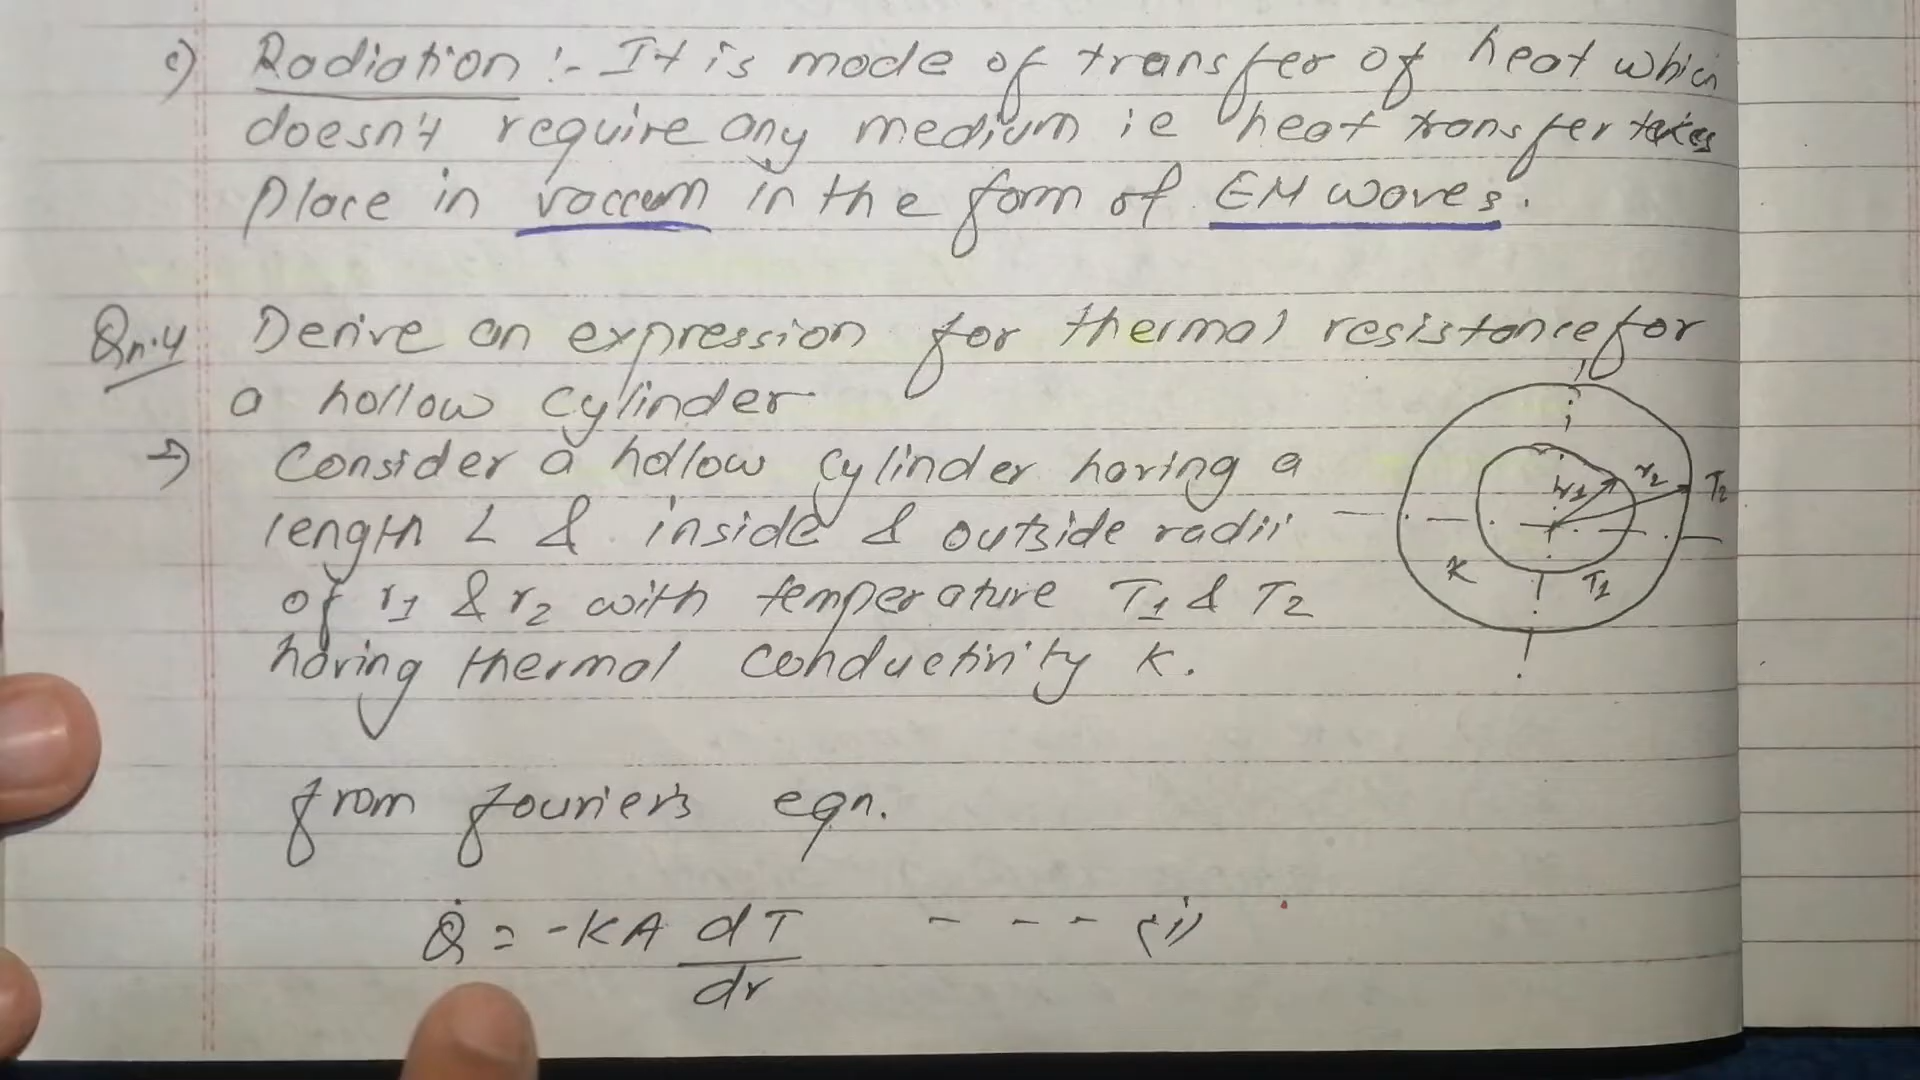 c) Radiation :- It is mode of transfer of heat which
doesn't require any medium ie heat transfer takes
place in vaccum in the form of EM waves.
Qn.4 Derive an expression for thermal resistance for
a hollow cylinder
⇒ Consider a hollow cylinder having a
length L & inside & outside radii
of r1 & r2 with temperature T1 & T2
having thermal conductivity K.
r1 r2 T2
K T1
from fourier's eqn.
Q̇ = -KA dT/dr - - - (i)